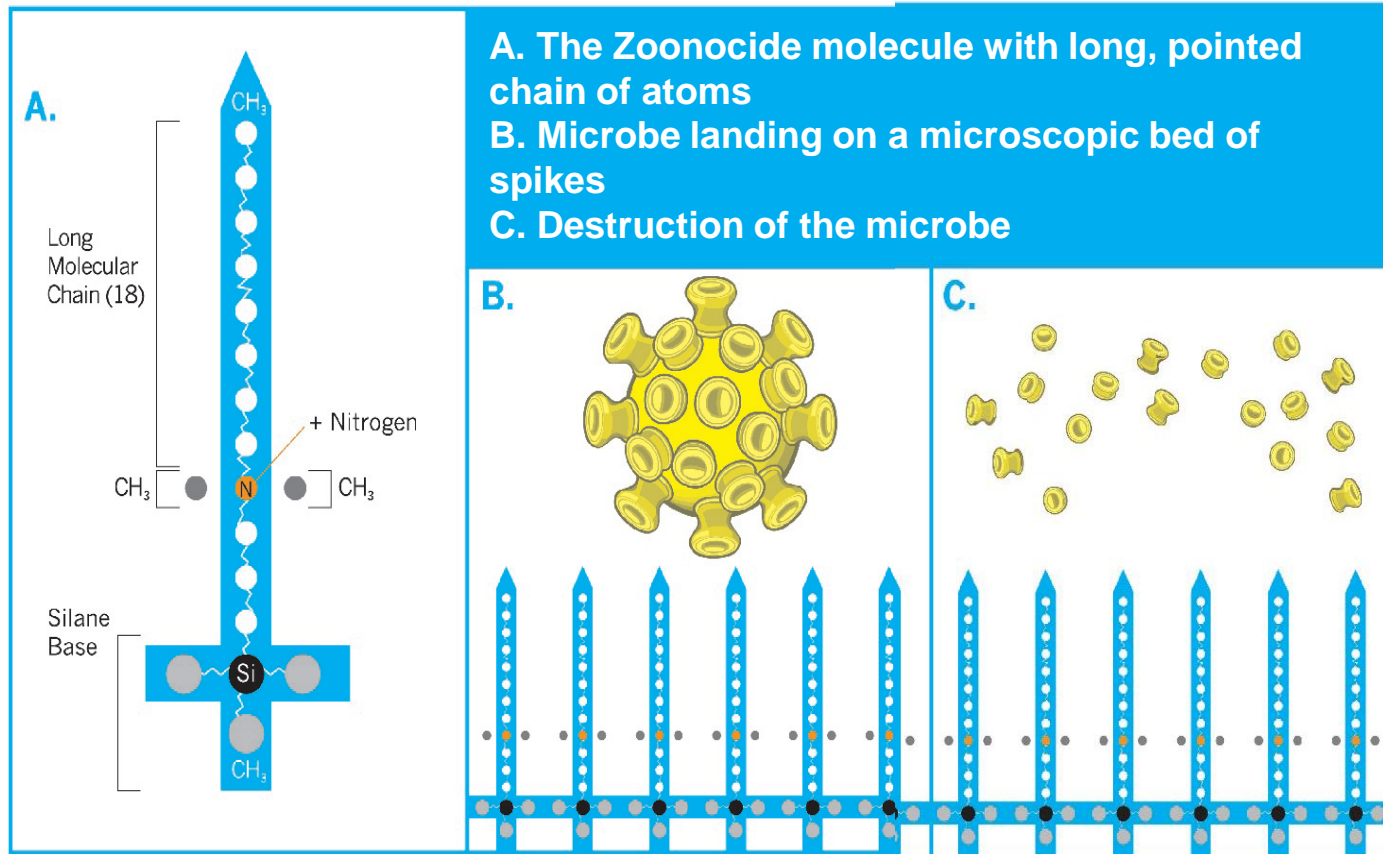 A. The Zoonocide molecule with long, pointed
chain of atoms
B. Microbe landing on a microscopic bed of
spikes
C. Destruction of the microbe
A.
CH₃
Long
Molecular
Chain (18)
+ Nitrogen
CH₃
N
CH₃
Silane
Base
Si
CH₃
B.
C.